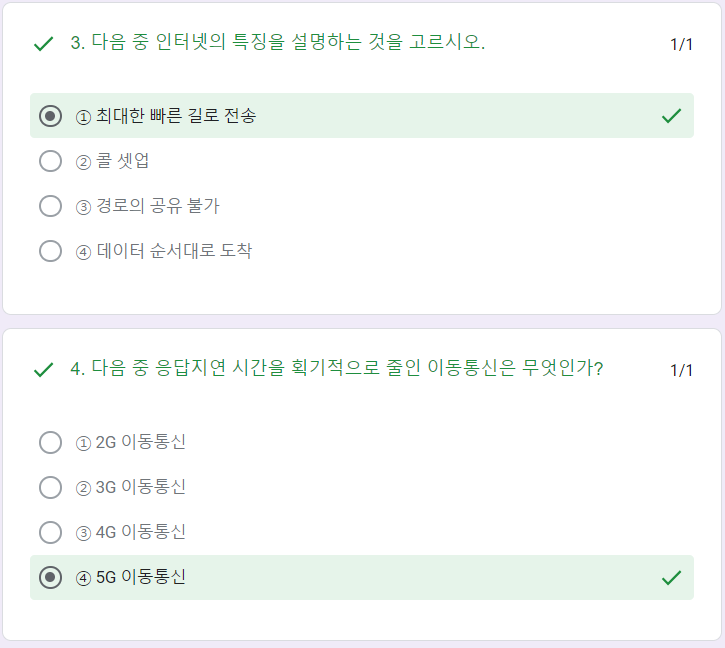 3. 다음 중 인터넷의 특징을 설명하는 것을 고르시오.
1/1
① 최대한 빠른 길로 전송
② 콜 셋업
③ 경로의 공유 불가
④ 데이터 순서대로 도착
4. 다음 중 응답지연 시간을 획기적으로 줄인 이동통신은 무엇인가?
1/1
① 2G 이동통신
② 3G 이동통신
③ 4G 이동통신
④ 5G 이동통신